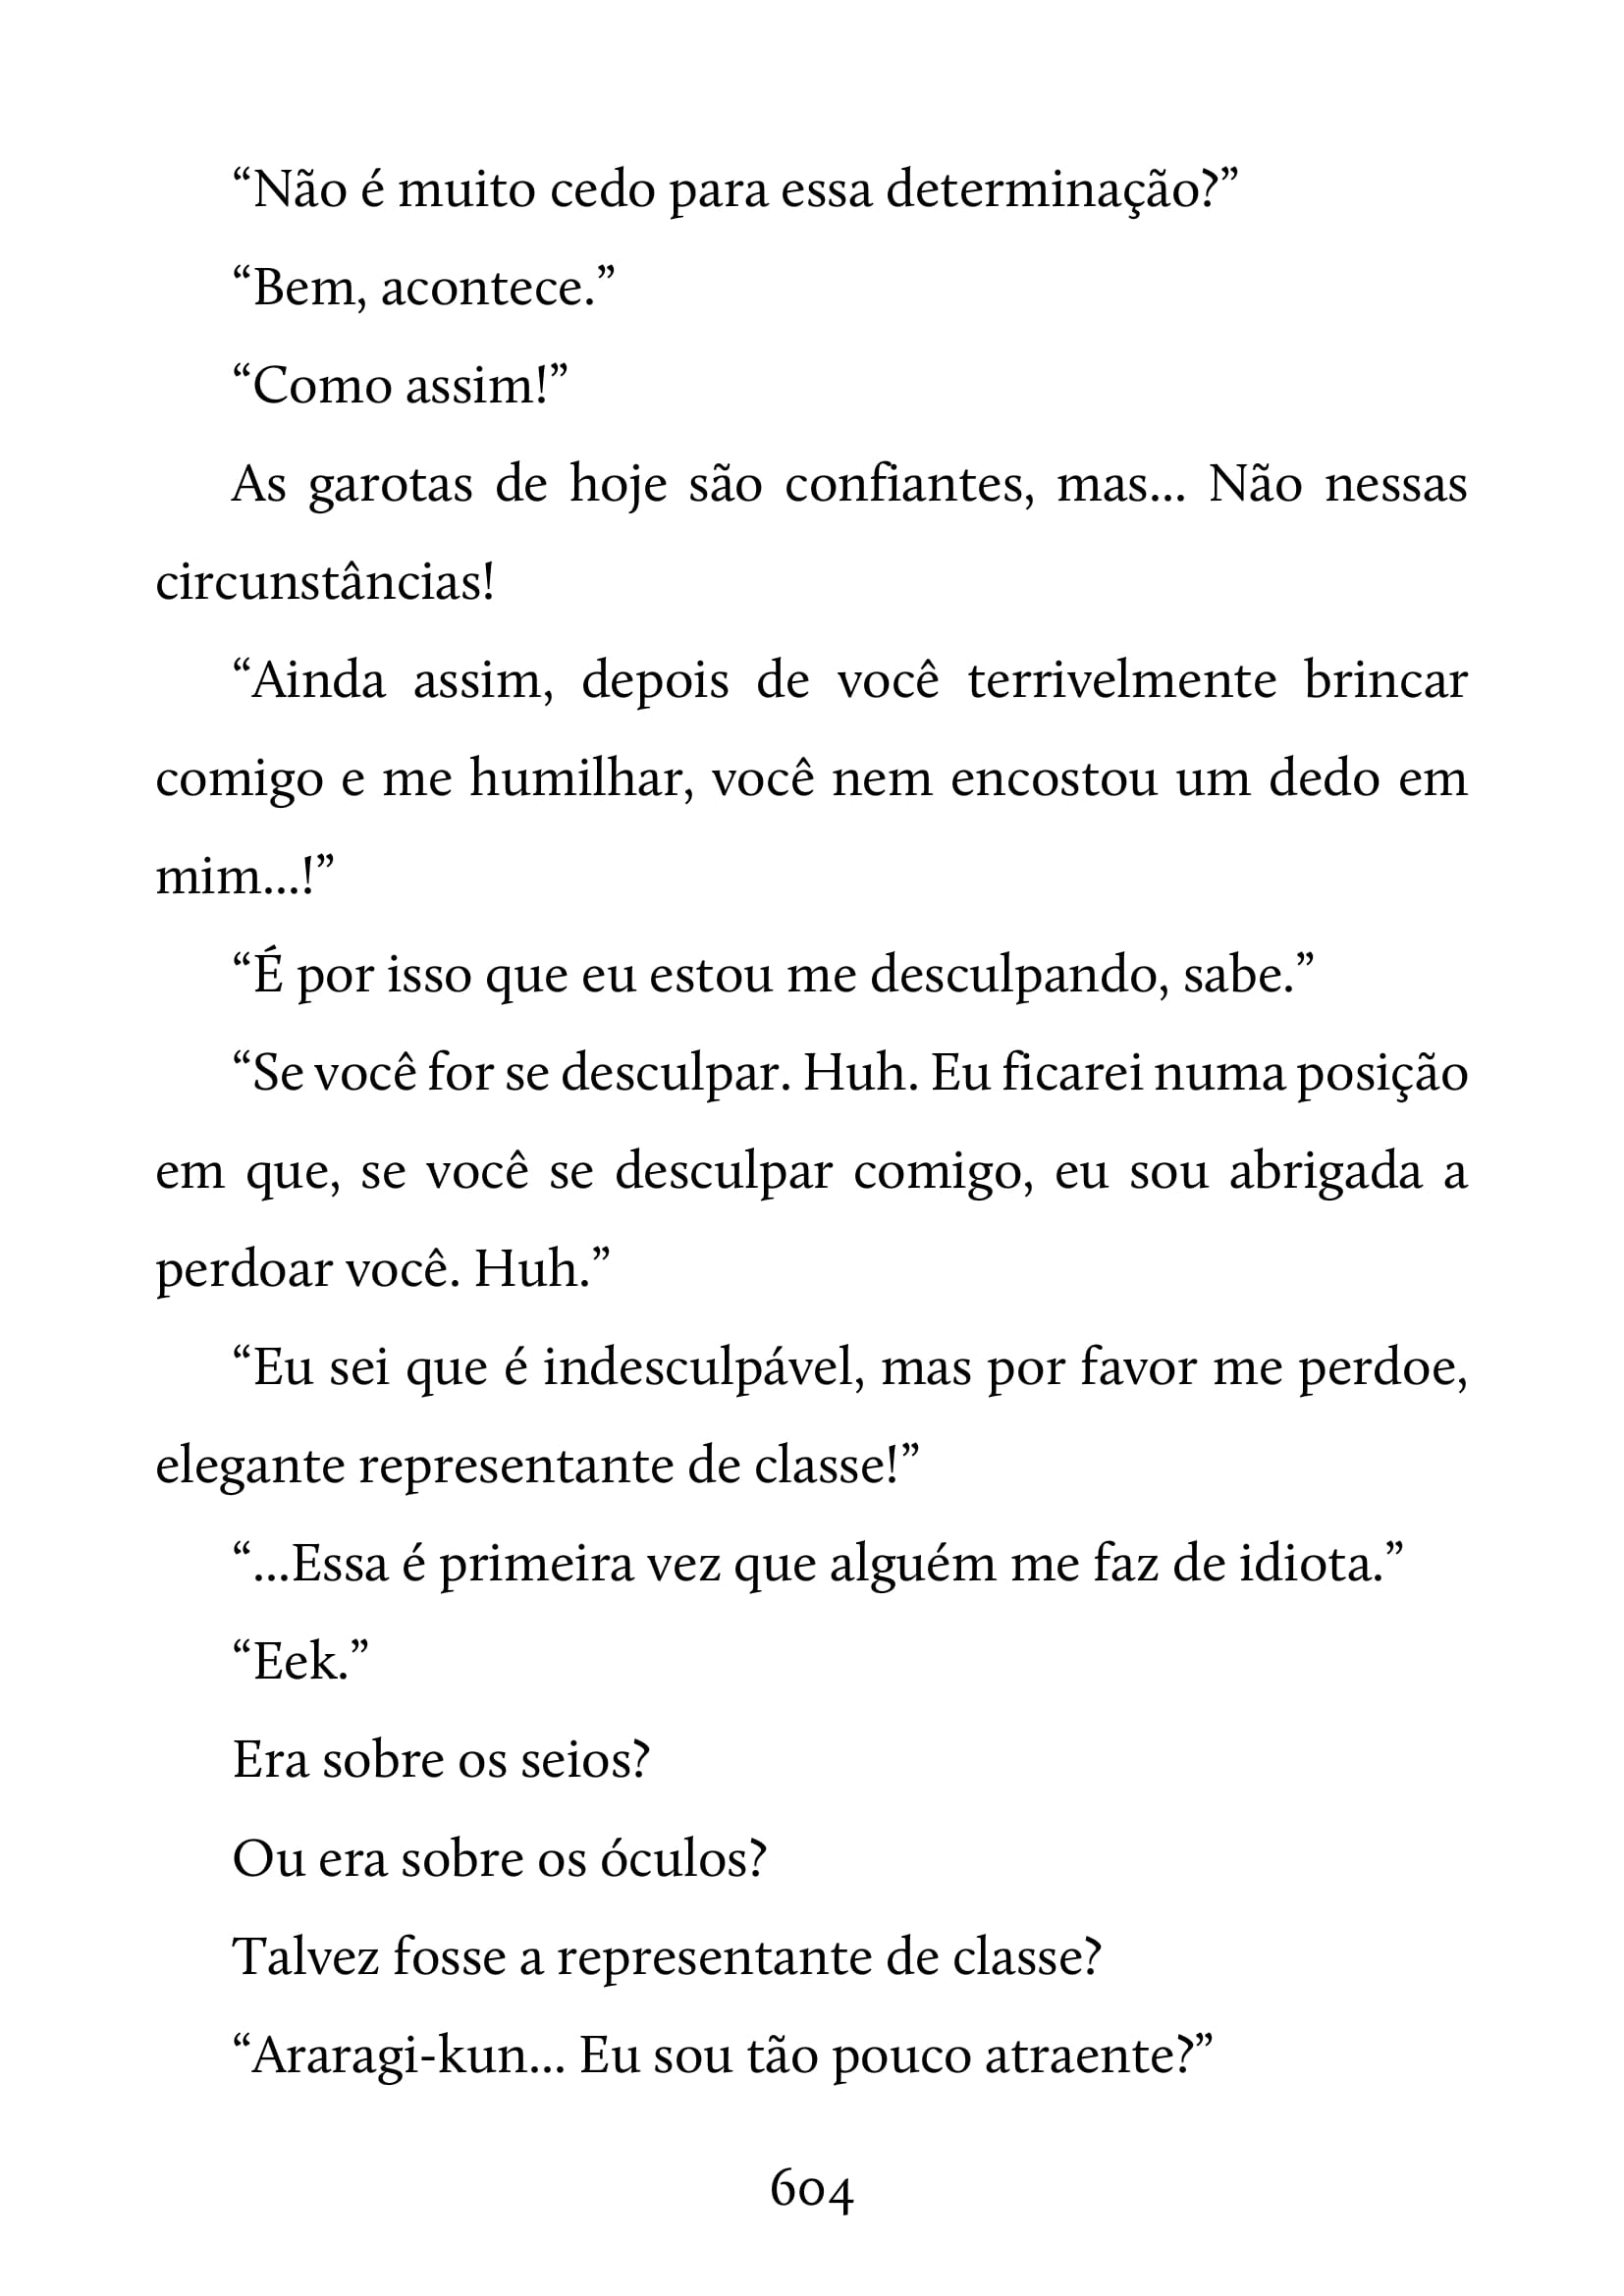 “Não é muito cedo para essa determinação?”
“Bem, acontece.”
“Como assim!”
As garotas de hoje são confiantes, mas... Não nessas
circunstâncias!
“Ainda assim, depois de você terrivelmente brincar
comigo e me humilhar, você nem encostou um dedo em
mim...!”
“É por isso que eu estou me desculpando, sabe.”
“Se você for se desculpar. Huh. Eu ficarei numa posição
em que, se você se desculpar comigo, eu sou abrigada a
perdoar você. Huh.”
“Eu sei que é indesculpável, mas por favor me perdoe,
elegante representante de classe!”
“...Essa é primeira vez que alguém me faz de idiota.”
“Eek.”
Era sobre os seios?
Ou era sobre os óculos?
Talvez fosse a representante de classe?
“Araragi-kun... Eu sou tão pouco atraente?”
604